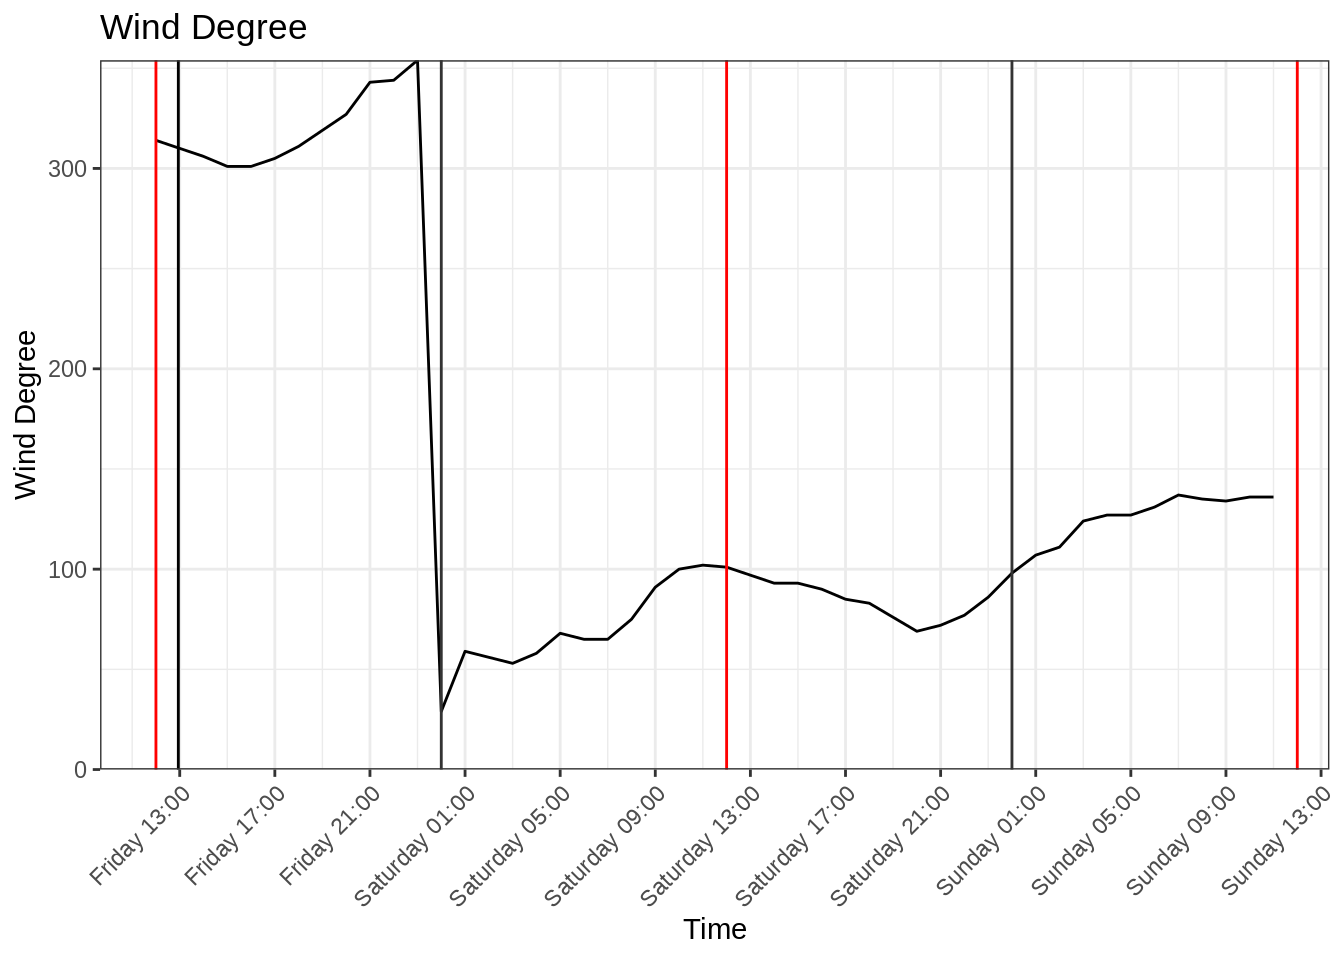 Wind Degree
Wind Degree
300
200
100
0
Friday 13:00
Friday 17:00
Friday 21:00
Saturday 01:00
Saturday 05:00
Saturday 09:00
Saturday 13:00
Saturday 17:00
Saturday 21:00
Sunday 01:00
Sunday 05:00
Sunday 09:00
Sunday 13:00
Time